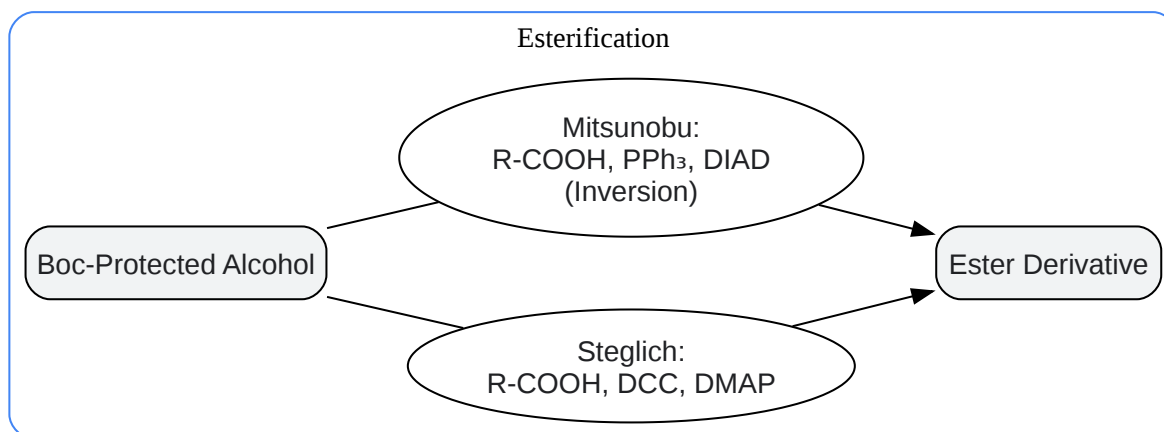 Esterification
Mitsunobu:
R-COOH, PPh₃, DIAD
(Inversion)
Boc-Protected Alcohol
Ester Derivative
Steglich:
R-COOH, DCC, DMAP